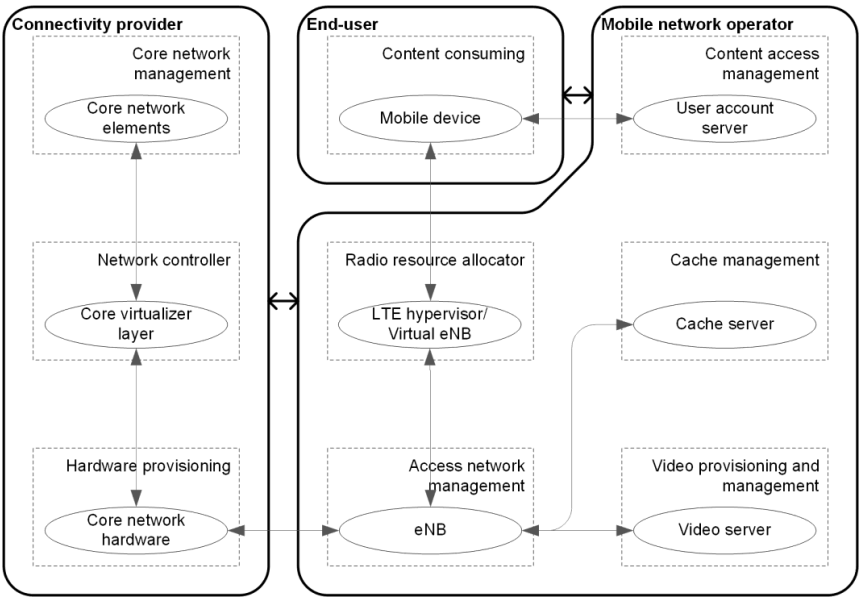 Connectivity provider
Core network
management
Core network
elements
Network controller
Core virtualizer
layer
Hardware provisioning
Core network
hardware
End-user
Content consuming
Mobile device
Mobile network operator
Content access
management
User account
server
Radio resource allocator
LTE hypervisor/
Virtual eNB
Cache management
Cache server
Access network
management
eNB
Video provisioning and
management
Video server